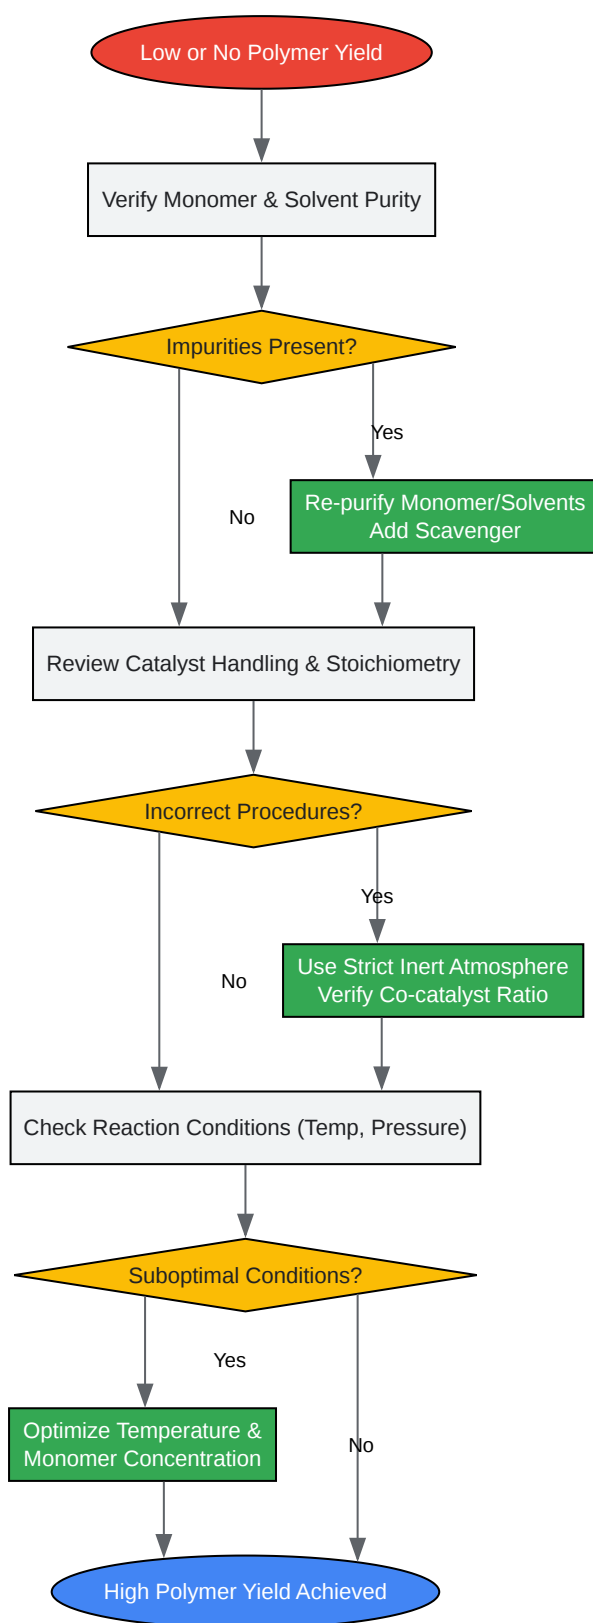 Low or No Polymer Yield
Verify Monomer & Solvent Purity
Impurities Present?
Yes
Re-purify Monomer/Solvents
Add Scavenger
No
Review Catalyst Handling & Stoichiometry
Incorrect Procedures?
Yes
Use Strict Inert Atmosphere
Verify Co-catalyst Ratio
No
Check Reaction Conditions (Temp, Pressure)
Suboptimal Conditions?
Yes
Optimize Temperature &
Monomer Concentration
No
High Polymer Yield Achieved